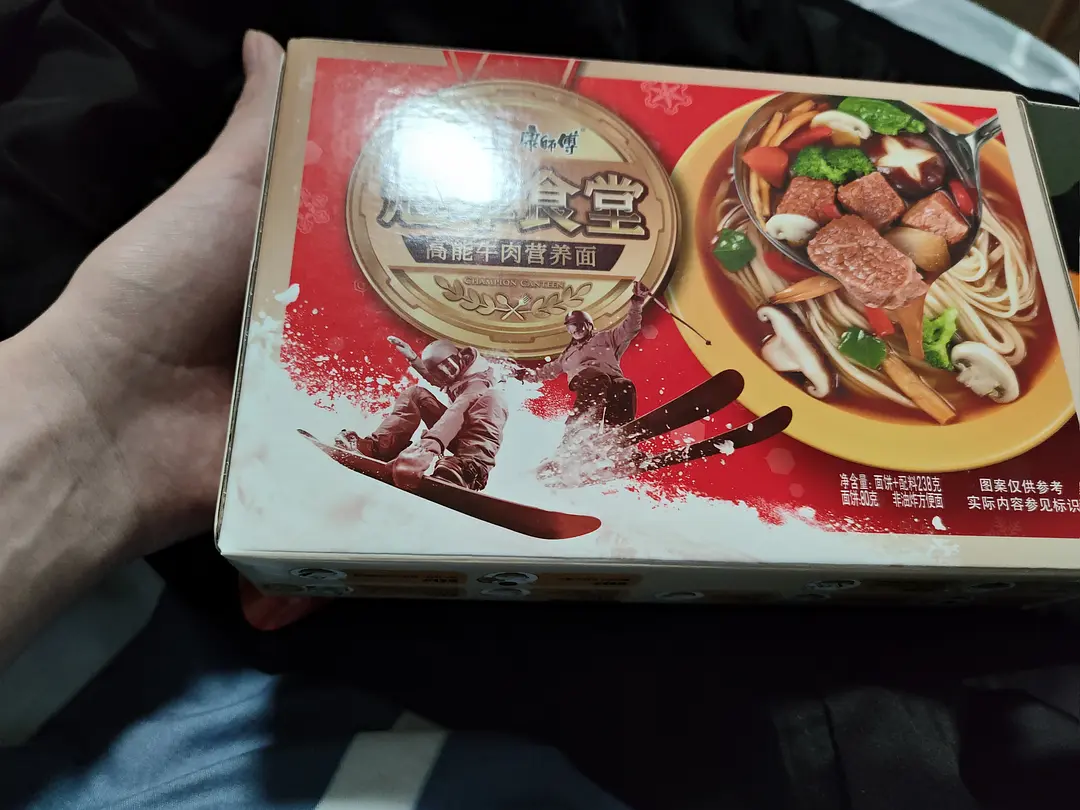 康師傅
食堂
高能牛肉营养面
CHAMPION CANTEEN
净含量: 面饼+配料238克
面饼:80克 非油炸方便面
图案仅供参考
实际内容参见标识